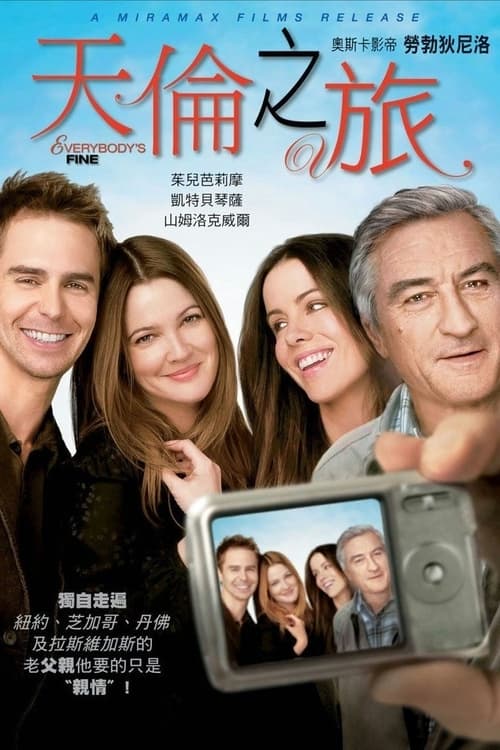 A MIRAMAX FILMS RELEASE
奧斯卡影帝 勞勃狄尼洛
天倫之旅
EVERYBODY'S
FINE
茱兒芭莉摩
凱特貝琴薩
山姆洛克威爾
獨自走遍
紐約、芝加哥、丹佛
及拉斯維加斯的
老父親他要的只是
“親情”！